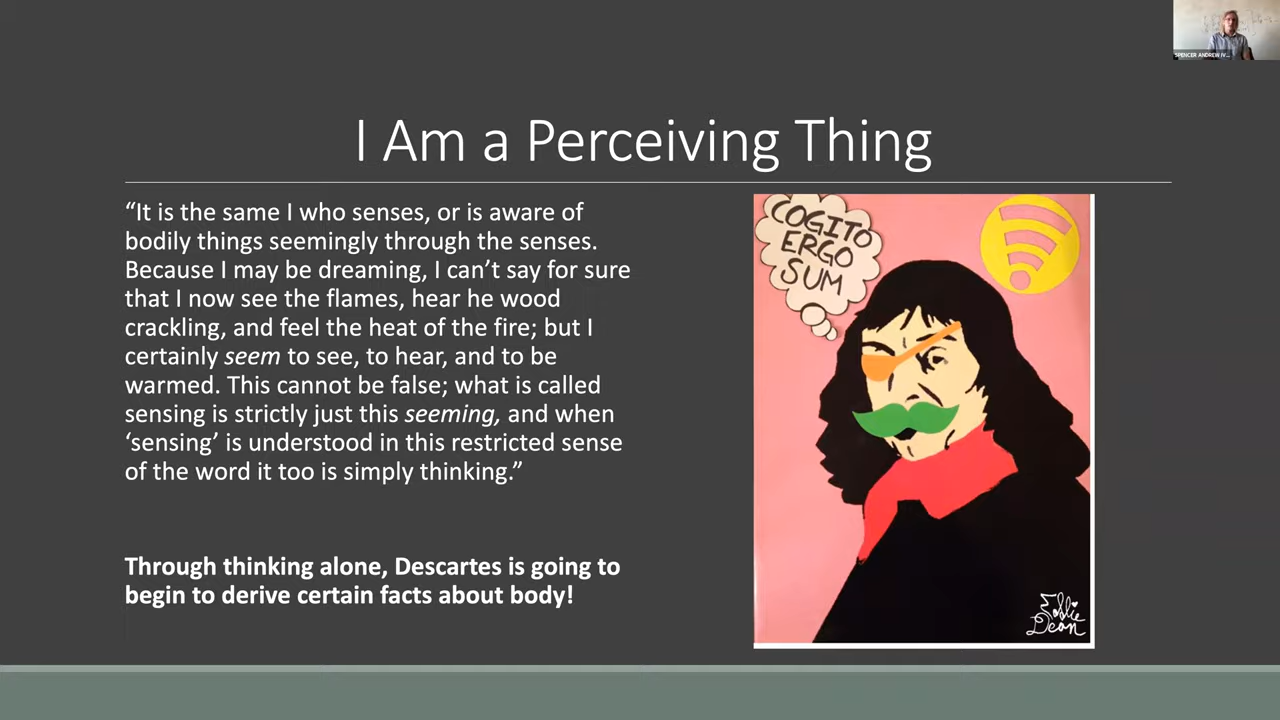 SPENCER ANDREW IV...
I Am a Perceiving Thing
“It is the same I who senses, or is aware of
bodily things seemingly through the senses.
Because I may be dreaming, I can’t say for sure
that I now see the flames, hear he wood
crackling, and feel the heat of the fire; but I
certainly seem to see, to hear, and to be
warmed. This cannot be false; what is called
sensing is strictly just this seeming, and when
‘sensing’ is understood in this restricted sense
of the word it too is simply thinking.”
Through thinking alone, Descartes is going to
begin to derive certain facts about body!
COGITO
ERGO
SUM
Dean